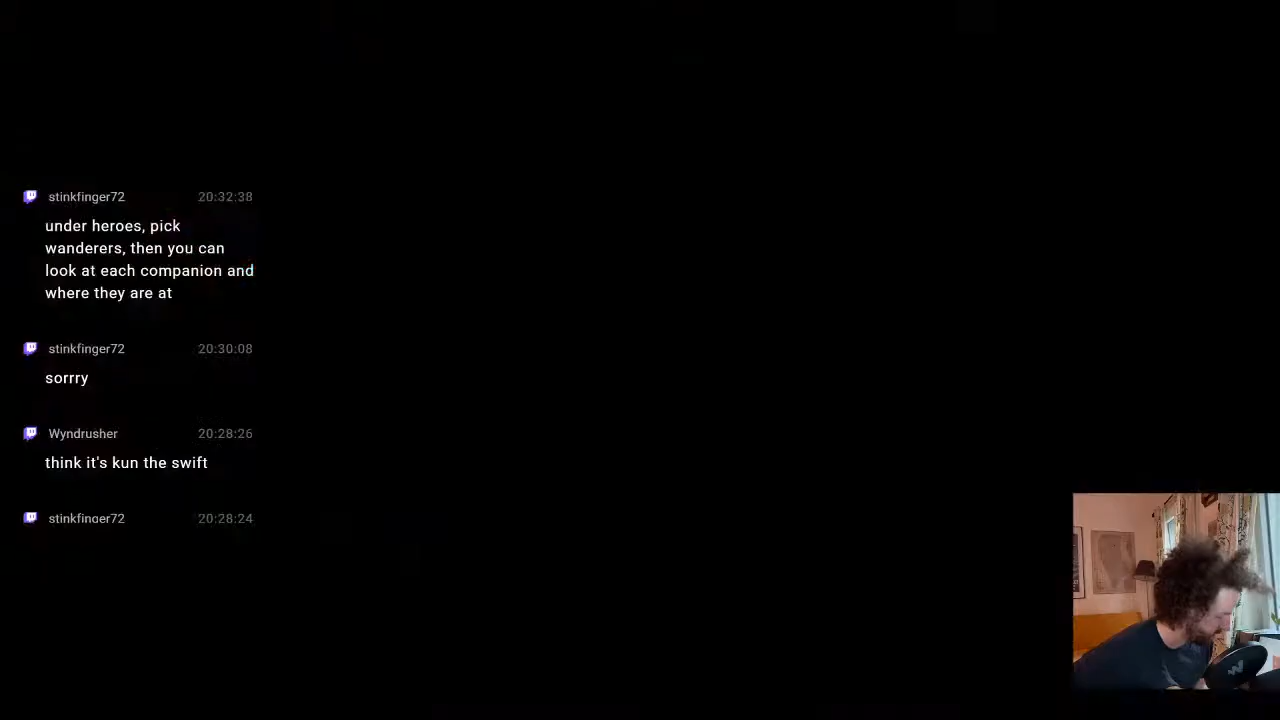 stinkfinger72 20:32:38
under heroes, pick
wanderers, then you can
look at each companion and
where they are at
stinkfinger72 20:30:08
sorrry
Wyndrusher 20:28:26
think it's kun the swift
stinkfinger72 20:28:24